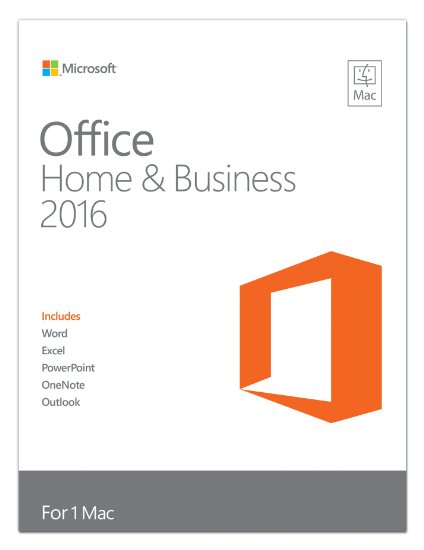 Microsoft
Mac
Office
Home & Business
2016
Includes
Word
Excel
PowerPoint
OneNote
Outlook
For 1 Mac